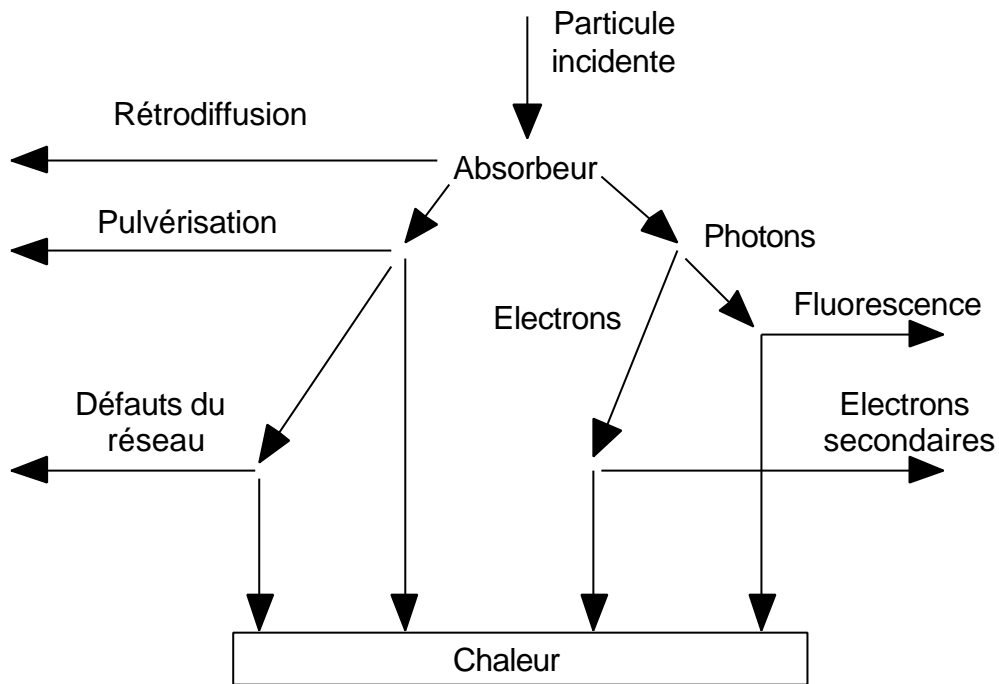 Particule
incidente
Rétrodiffusion
Absorbeur
Pulvérisation
Photons
Electrons
Fluorescence
Défauts du
réseau
Electrons
secondaires
Chaleur